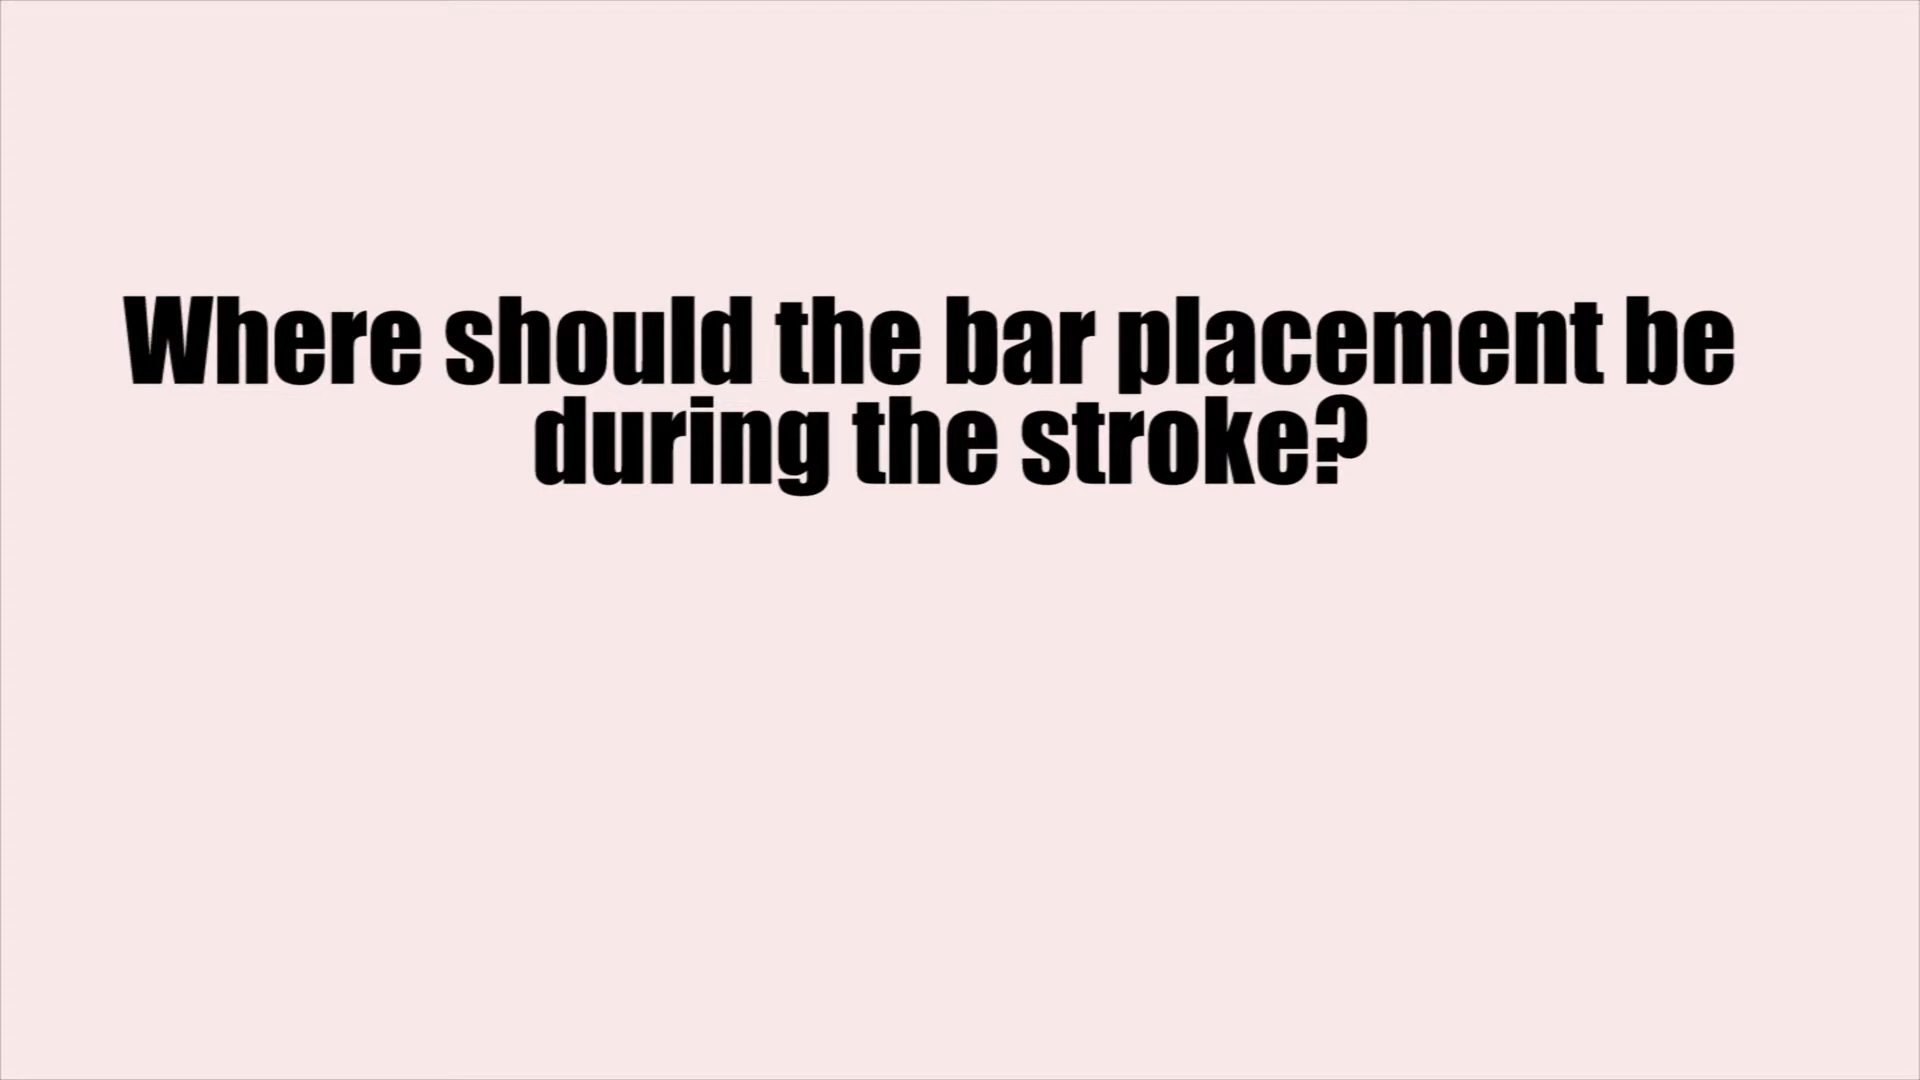 Where should the bar placement be
during the stroke?